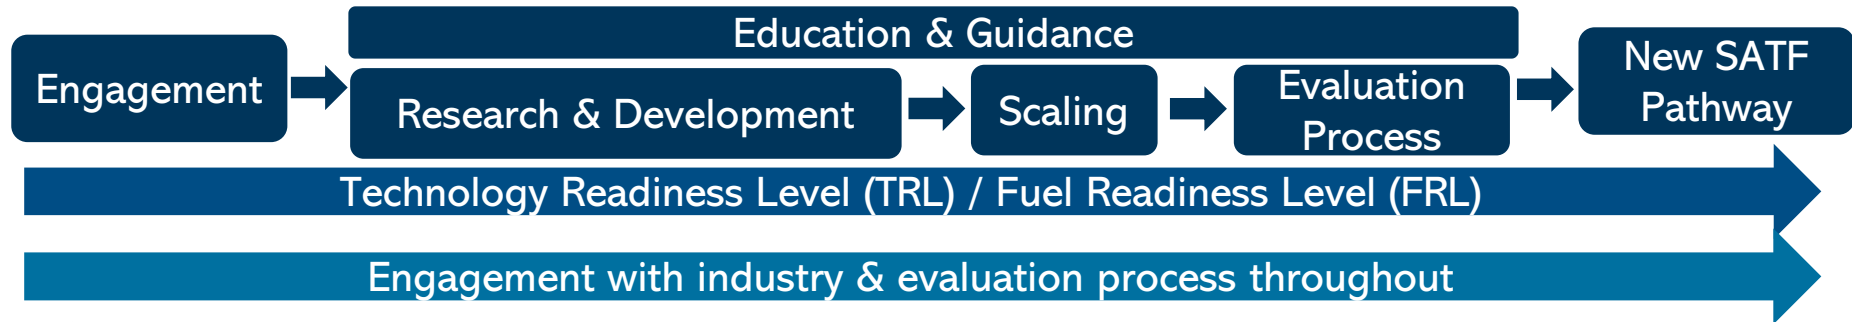 Education & Guidance
Engagement
Research & Development
Scaling
Evaluation
Process
New SATF
Pathway
Technology Readiness Level (TRL) / Fuel Readiness Level (FRL)
Engagement with industry & evaluation process throughout